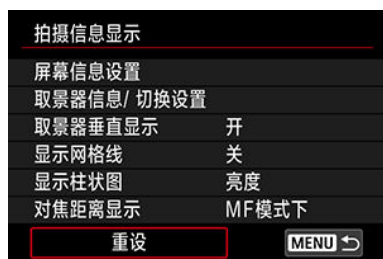 拍摄信息显示
屏幕信息设置
取景器信息/ 切换设置
取景器垂直显示 开
显示网格线 关
显示柱状图 亮度
对焦距离显示 MF模式下
重设 MENU